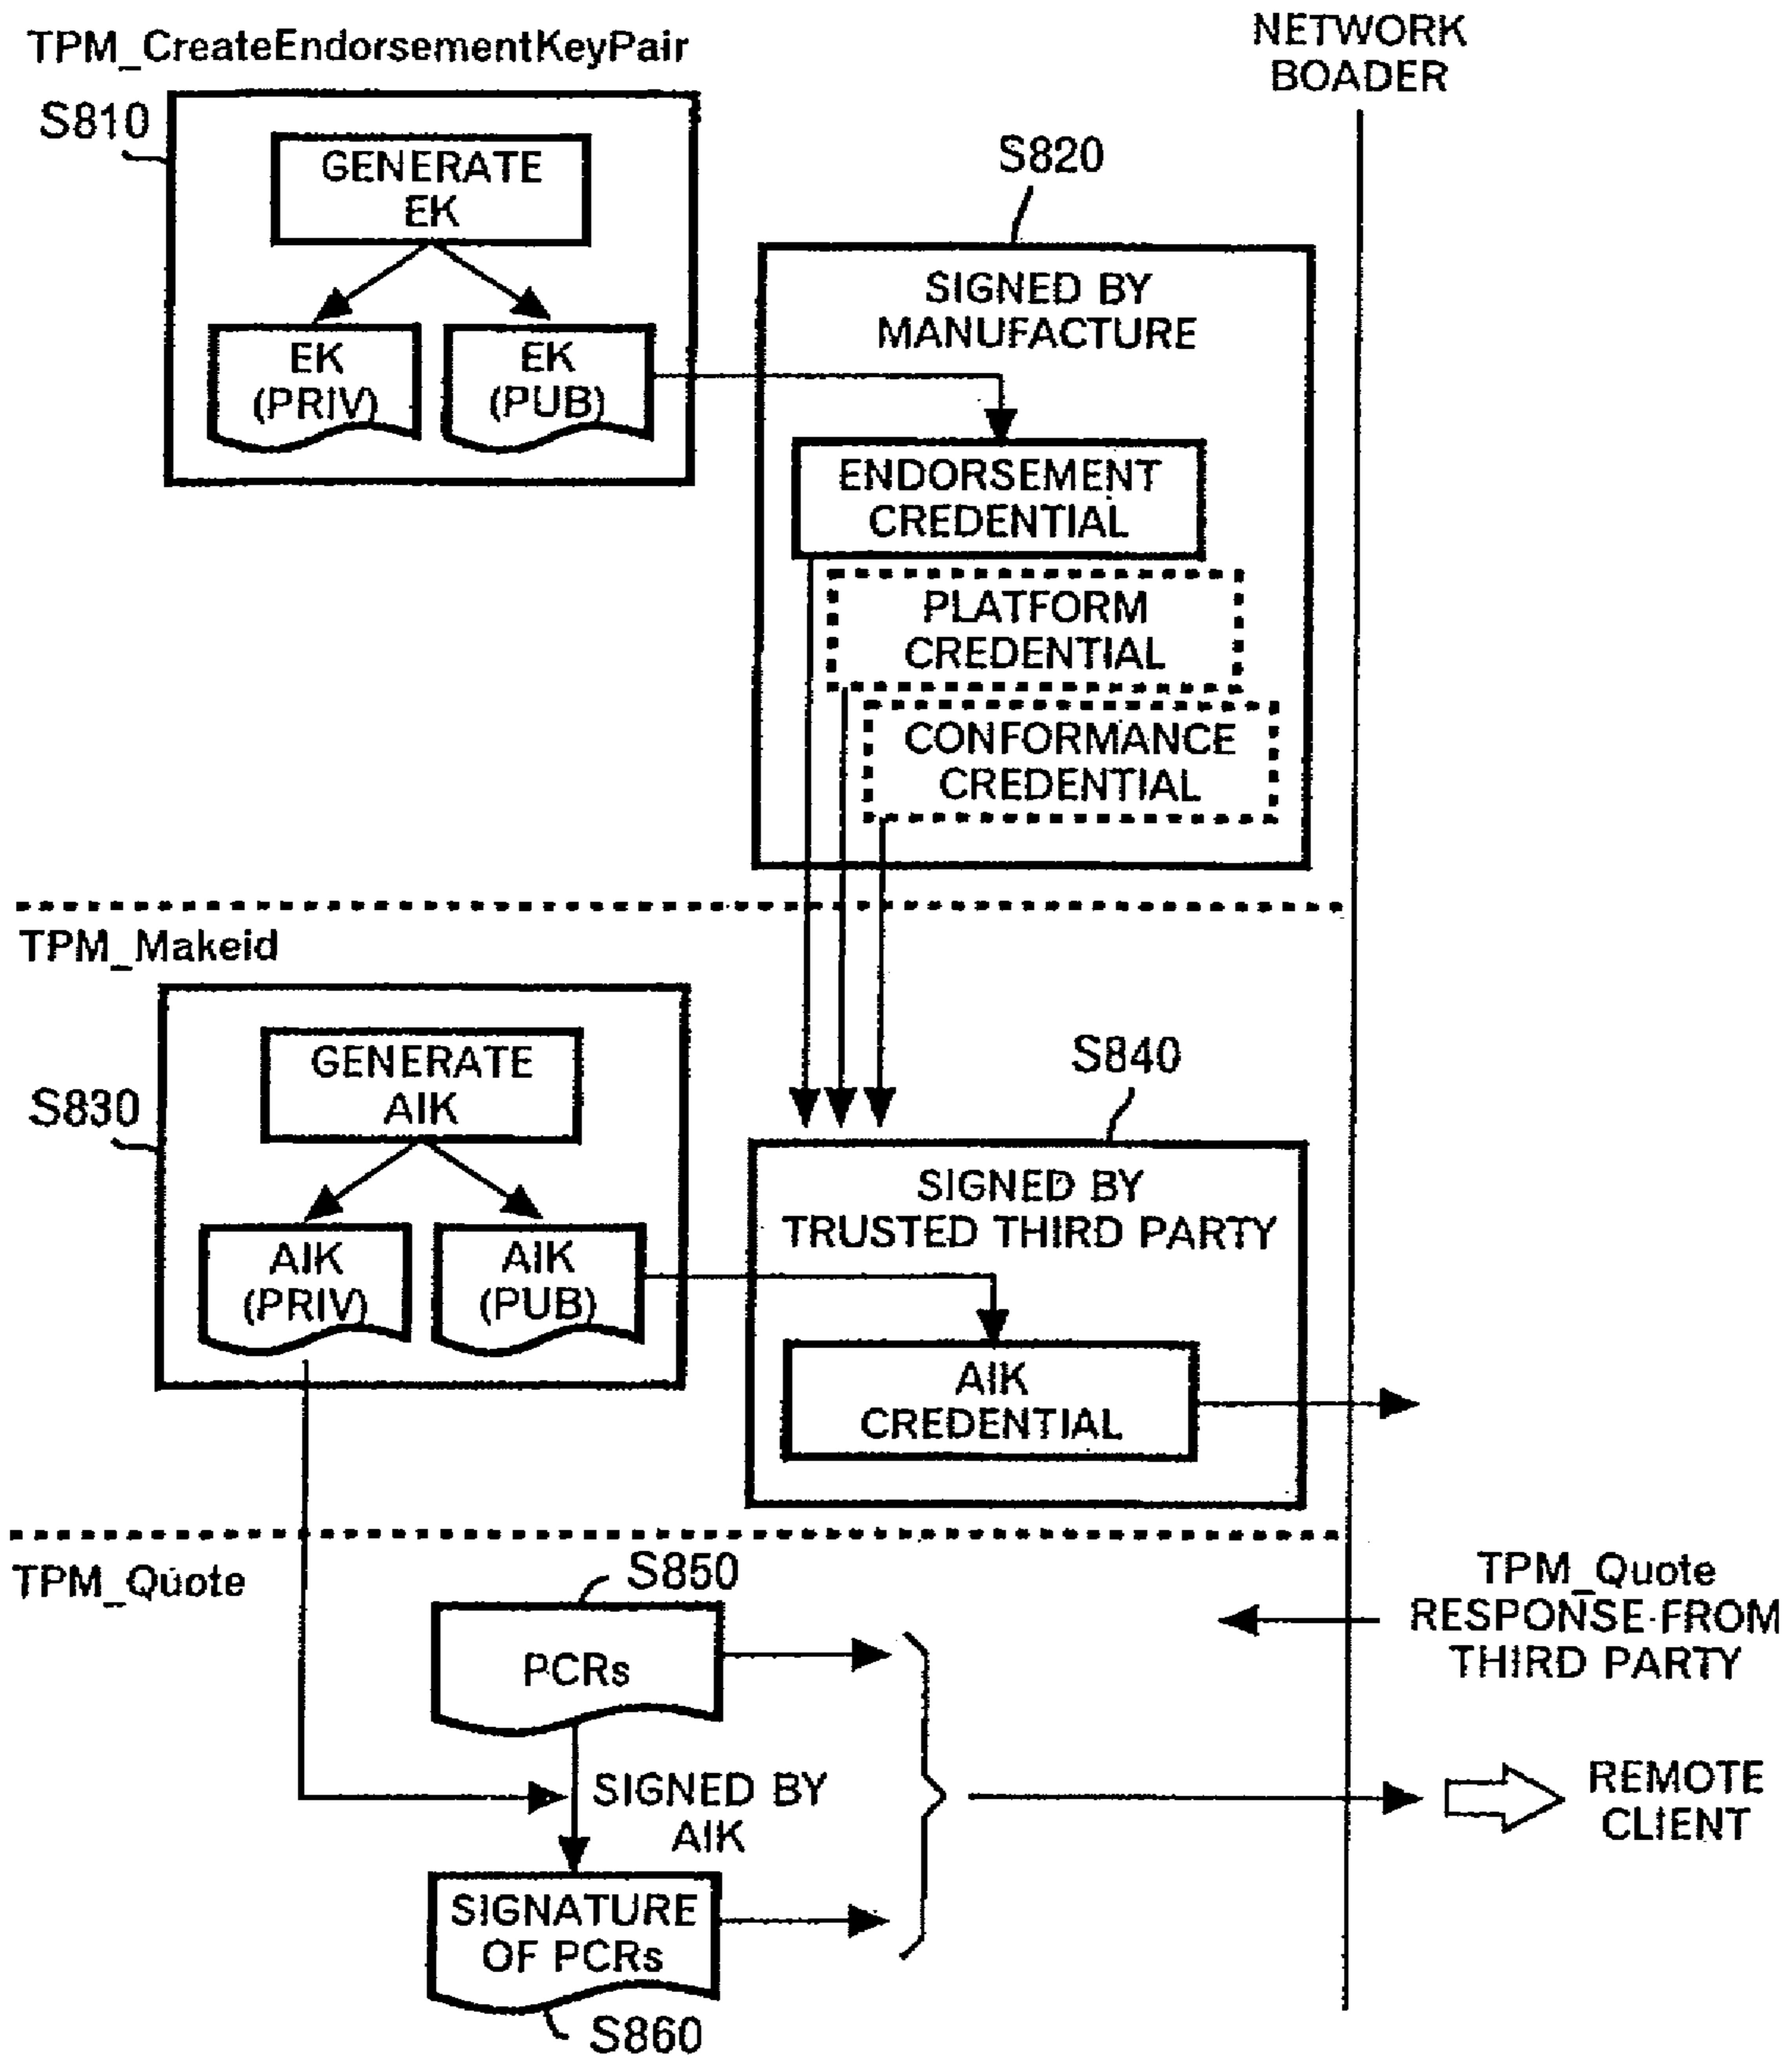 TPM_CreateEndorsementKeyPair
NETWORK
BOADER
S810
GENERATE
EK
EK
(PRIV)
EK
(PUB)
S820
SIGNED BY
MANUFACTURE
ENDORSEMENT
CREDENTIAL
PLATFORM
CREDENTIAL
CONFORMANCE
CREDENTIAL
TPM_Makeid
S830
GENERATE
AIK
AIK
(PRIV)
AIK
(PUB)
S840
SIGNED BY
TRUSTED THIRD PARTY
AIK
CREDENTIAL
TPM_Quote
S850
PCRs
SIGNED BY
AIK
SIGNATURE
OF PCRs
S860
TPM_Quote
RESPONSE FROM
THIRD PARTY
REMOTE
CLIENT